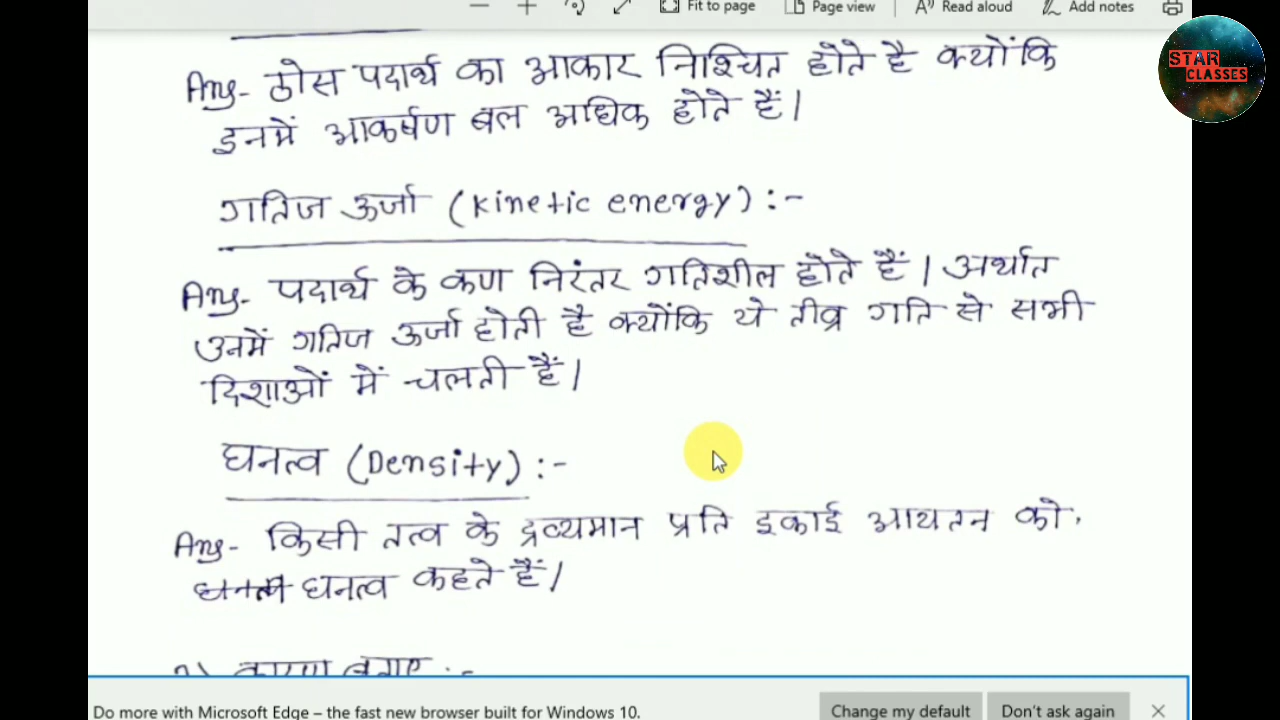 Fit to page
Page view
Read aloud
Add notes
STAR
CLASSES
Ans- ठोस पदार्थ का आकार निश्चित होते है क्योंकि
इनमें आकर्षण बल अधिक होते हैं।
गतिज ऊर्जा (Kinetic energy) :-
Ans- पदार्थ के कण निरंतर गतिशील होते हैं। अर्थात
उनमें गतिज ऊर्जा होती है क्योंकि ये तीव्र गति से सभी
दिशाओं में चलती हैं।
घनत्व (Density) :-
Ans- किसी तत्व के द्रव्यमान प्रति इकाई आयतन को
घनत्व कहते हैं।
Do more with Microsoft Edge – the fast new browser built for Windows 10.
Change my default
Don't ask again